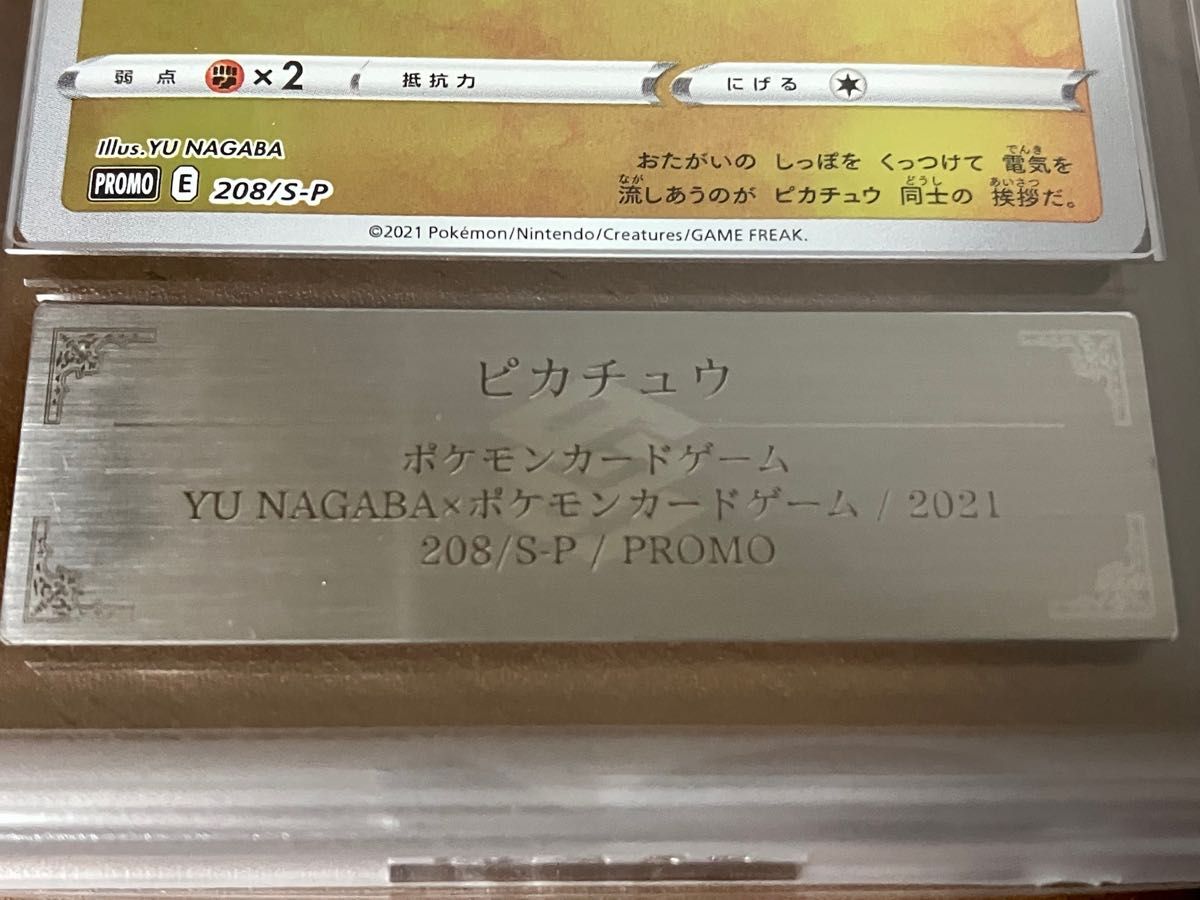 弱点 ×2 抵抗力 にげる
Illus. YU NAGABA
PROMO E 208/S-P
おたがいの しっぽを くっつけて 電気を
流しあうのが ピカチュウ 同士の 挨拶だ。
©2021 Pokémon/Nintendo/Creatures/GAME FREAK.
ピカチュウ
ポケモンカードゲーム
YU NAGABA×ポケモンカードゲーム / 2021
208/S-P / PROMO